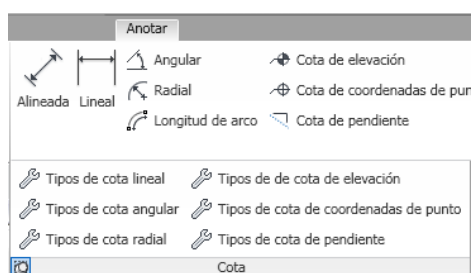 Anotar
Alineada
Lineal
Angular
Radial
Longitud de arco
Cota de elevación
Cota de coordenadas de pun
Cota de pendiente
Tipos de cota lineal
Tipos de de cota de elevación
Tipos de cota angular
Tipos de cota de coordenadas de punto
Tipos de cota radial
Tipos de cota de pendiente
Cota